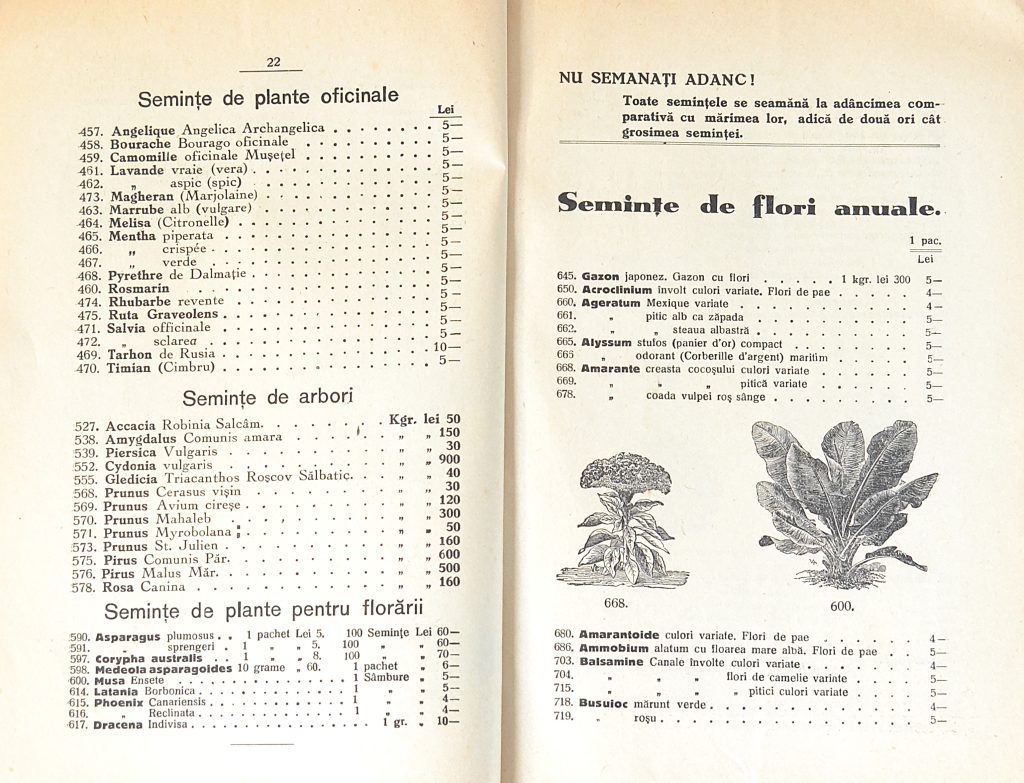 22
Semințe de plante oficinale
Lei
457. Angelique Angelica Archangelica . . . . . . . . 5—
458. Bourache Bourago oficinale . . . . . . . . . 5—
459. Camomille oficinale Mușețel . . . . . . . . . 5—
461. Lavande vraie (vera) . . . . . . . . . . . . 5—
462. „ aspic (spic) . . . . . . . . . . . 5—
473. Magheran (Marjolaine) . . . . . . . . . . . 5—
463. Marrube alb (vulgare) . . . . . . . . . . . 5—
464. Melisa (Citronelle) . . . . . . . . . . . . 5—
465. Mentha piperata . . . . . . . . . . . . . 5—
466. „ crispée . . . . . . . . . . . . . 5—
467. „ verde . . . . . . . . . . . . . 5—
468. Pyrethre de Dalmație . . . . . . . . . . . . 5—
460. Rosmarin . . . . . . . . . . . . . . . 5—
474. Rhubarbe revente . . . . . . . . . . . . . 5—
475. Ruta Graveolens . . . . . . . . . . . . . 5—
471. Salvia officinale . . . . . . . . . . . . . 5—
472. „ sclarea . . . . . . . . . . . . . 5—
469. Tarhon de Rusia . . . . . . . . . . . . . 10—
470. Timian (Cimbru) . . . . . . . . . . . . . 5—
Semințe de arbori
527. Accacia Robinia Salcâm. . . . . . . . . Kgr. lei 50
538. Amygdalus Comunis amara . . . . . . . „ „ 150
539. Piersica Vulgaris . . . . . . . . . . „ „ 30
552. Cydonia vulgaris . . . . . . . . . . „ „ 900
555. Gledicia Triacanthos Roșcov Sălbatic. . . . „ „ 40
568. Prunus Cerasus vișin . . . . . . . . . „ „ 30
569. Prunus Avium cireșe . . . . . . . . . „ „ 120
570. Prunus Mahaleb . . . . . . . . . . „ „ 300
571. Prunus Myrobolana . . . . . . . . . „ „ 50
573. Prunus St. Julien . . . . . . . . . . „ „ 160
575. Pirus Comunis Păr. . . . . . . . . . „ „ 600
576. Pirus Malus Măr. . . . . . . . . . . „ „ 500
578. Rosa Canina . . . . . . . . . . . . „ „ 160
Semințe de plante pentru florării
590. Asparagus plumosus . . 1 pachet Lei 5. 100 Semințe Lei 60—
591. „ sprengeri . 1 „ „ 5. 100 „ „ 60—
597. Corypha australis . . 1 „ „ 8. 100 „ „ 70—
598. Medeola asparagoides 10 grame „ 60. 1 pachet „ 6—
600. Musa Ensete . . . . . . . . . . . . 1 Sâmbure „ 5—
614. Latania Borbonica . . . . . . . . . . 1 „ „ 5—
615. Phoenix Canariensis . . . . . . . . . 1 „ „ 4—
616. „ Reclinata . . . . . . . . . . 1 „ „ 4—
617. Dracena Indivisa . . . . . . . . . . . 1 gr. „ 10—
NU SEMANAȚI ADANC!
Toate semințele se seamănă la adâncimea com-
parativă cu mărimea lor, adică de două ori cât
grosimea seminței.
Semințe de flori anuale.
1 pac.
Lei
645. Gazon japonez. Gazon cu flori . . . . . 1 kgr. lei 300 5—
650. Acroclinium învolt culori variate. Flori de pae . . . . . 4—
660. Ageratum Mexique variate . . . . . . . . . . 4—
661. „ pitic alb ca zăpada . . . . . . . . . 5—
662. „ „ steaua albastră . . . . . . . . . 5—
665. Alyssum stufos (panier d'or) compact . . . . . . . . 5—
666 „ odorant (Corberille d'argent) maritim . . . . . 5—
668. Amarante creasta cocoșului culori variate . . . . . . 5—
669. „ „ „ pitică variate . . . . . . 5—
678. „ coada vulpei roș sânge . . . . . . . . 5—
668.
600.
680. Amarantoide culori variate. Flori de pae . . . . . . 4—
686. Ammobium alatum cu floarea mare albă. Flori de pae . . 5—
703. Balsamine Canale învolte culori variate . . . . . . . 4—
704. „ „ „ flori de camelie variate . . . . 5—
715. „ „ „ „ pitici culori variate . . . . 5—
718. Busuioc mărunt verde . . . . . . . . . . . . 5—
719. „ roșu . . . . . . . . . . . . . . 5—